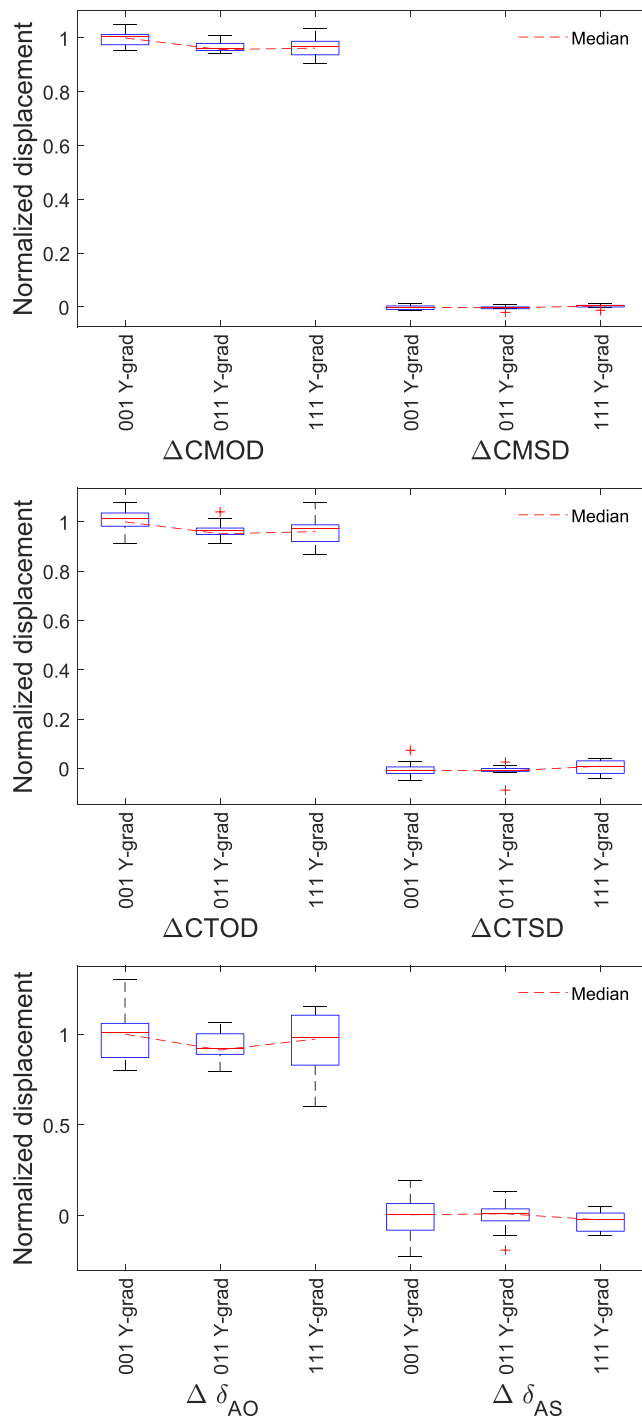 Normalized displacement
1
0.8
0.6
0.4
0.2
0
Median
001 Y-grad
011 Y-grad
111 Y-grad
001 Y-grad
011 Y-grad
111 Y-grad
ΔCMOD
ΔCMSD
Normalized displacement
1
0.8
0.6
0.4
0.2
0
Median
001 Y-grad
011 Y-grad
111 Y-grad
001 Y-grad
011 Y-grad
111 Y-grad
ΔCTOD
ΔCTSD
Normalized displacement
1
0.5
0
Median
001 Y-grad
011 Y-grad
111 Y-grad
001 Y-grad
011 Y-grad
111 Y-grad
Δ δAO
Δ δAS